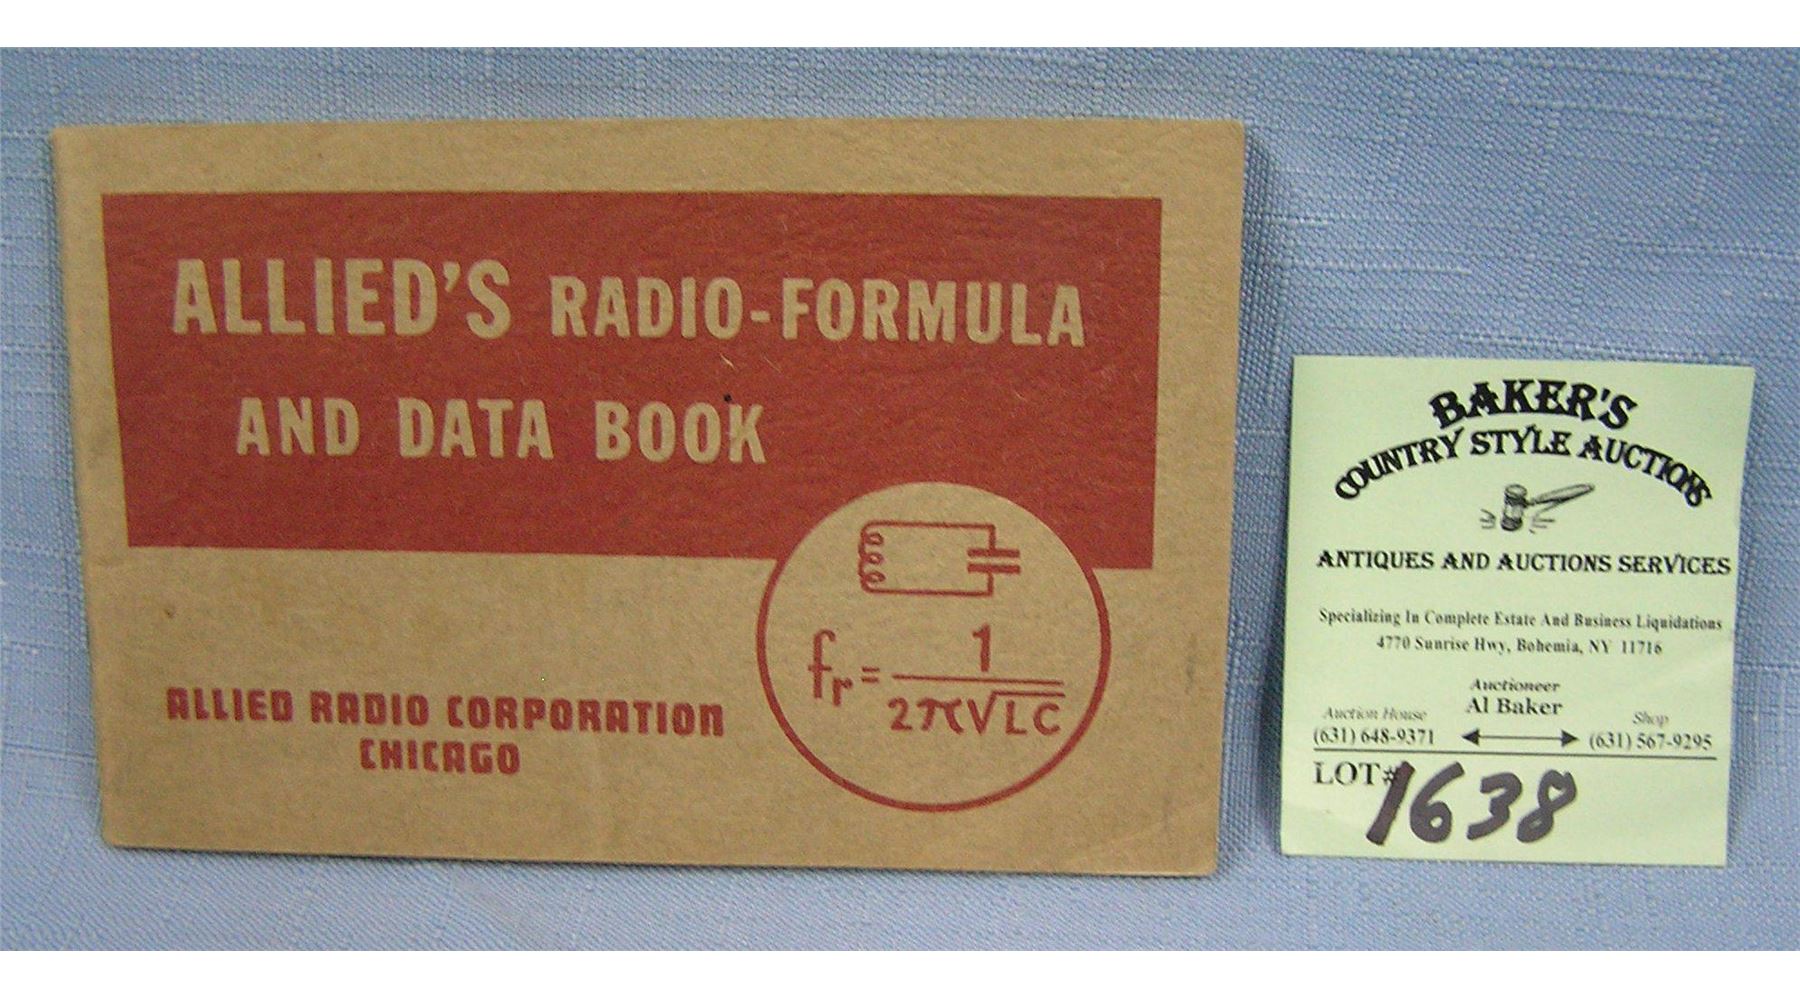 ALLIED'S RADIO-FORMULA
AND DATA BOOK
fr = 1
2π√LC
ALLIED RADIO CORPORATION
CHICAGO
BAKER'S
COUNTRY STYLE AUCTIONS
ANTIQUES AND AUCTIONS SERVICES
Specializing In Complete Estate And Business Liquidations
4770 Sunrise Hwy, Bohemia, NY 11716
Auctioneer
Al Baker
Auction House
(631) 648-9371
Shop
(631) 567-9295
LOT# 1638